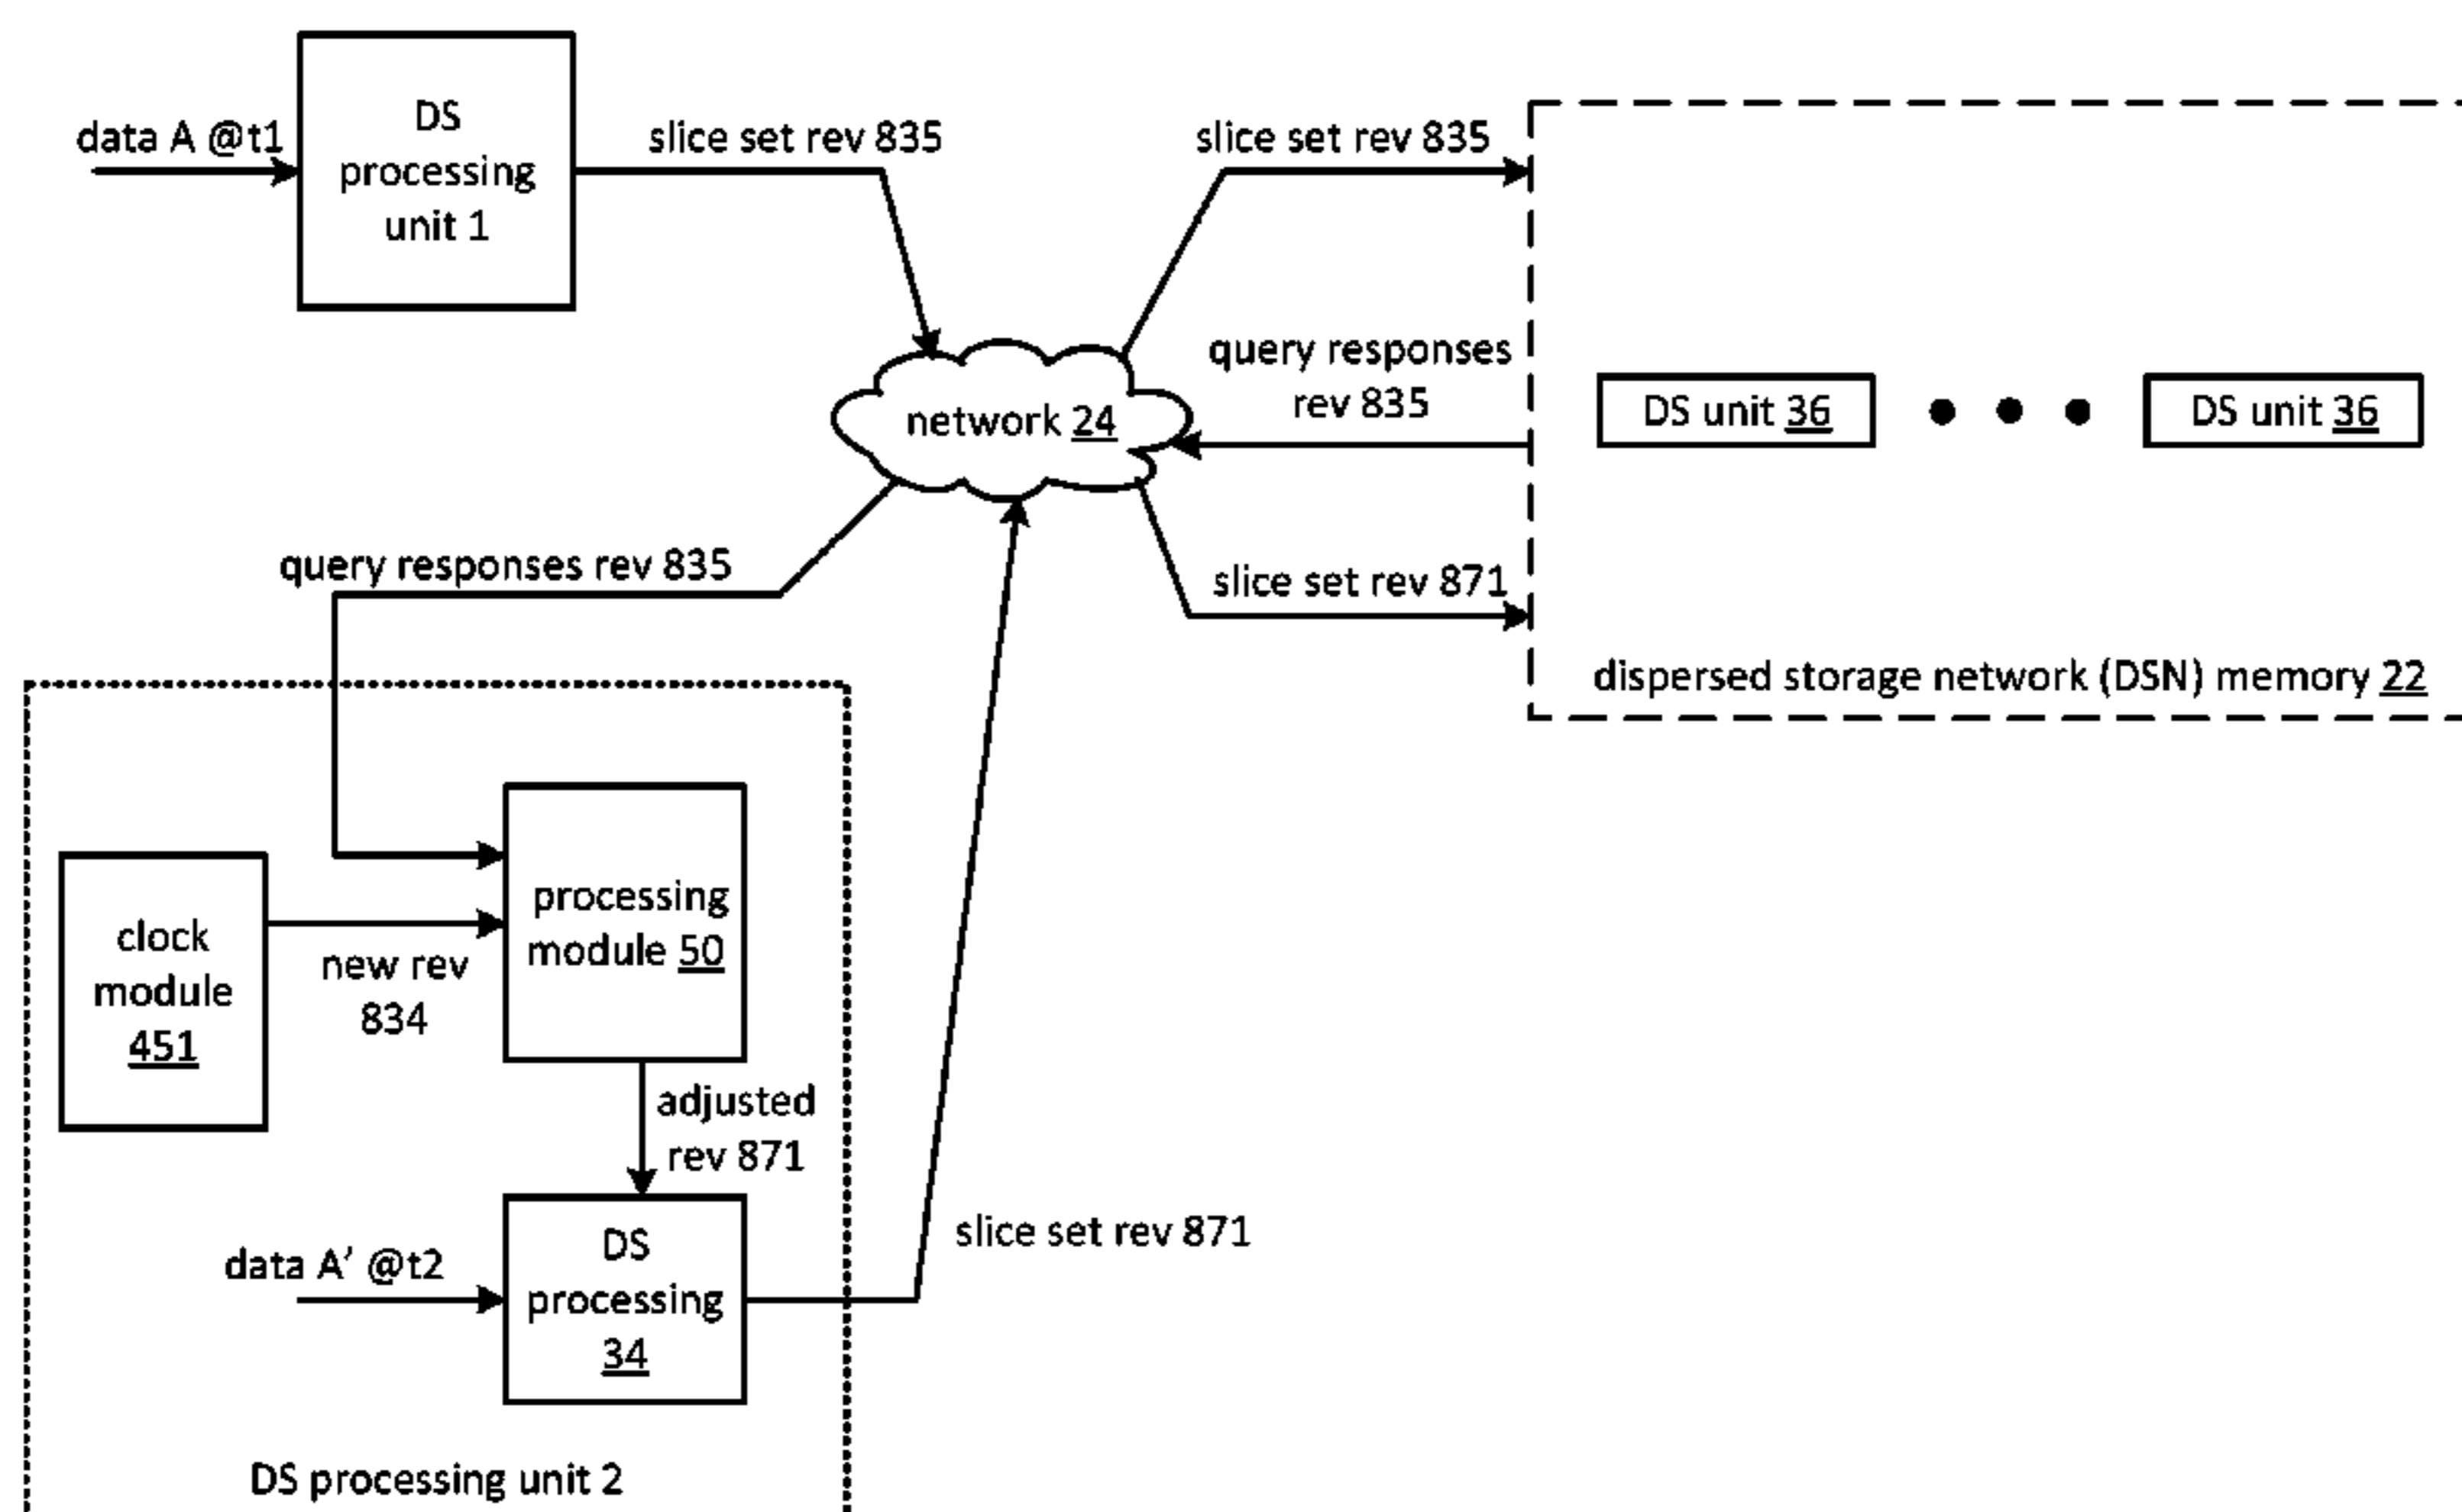 data A @t1
DS
processing
unit 1
slice set rev 835
slice set rev 835
query responses
rev 835
network 24
DS unit 36
DS unit 36
query responses rev 835
slice set rev 871
dispersed storage network (DSN) memory 22
clock
module
451
new rev
834
processing
module 50
adjusted
rev 871
data A' @t2
DS
processing
34
slice set rev 871
DS processing unit 2